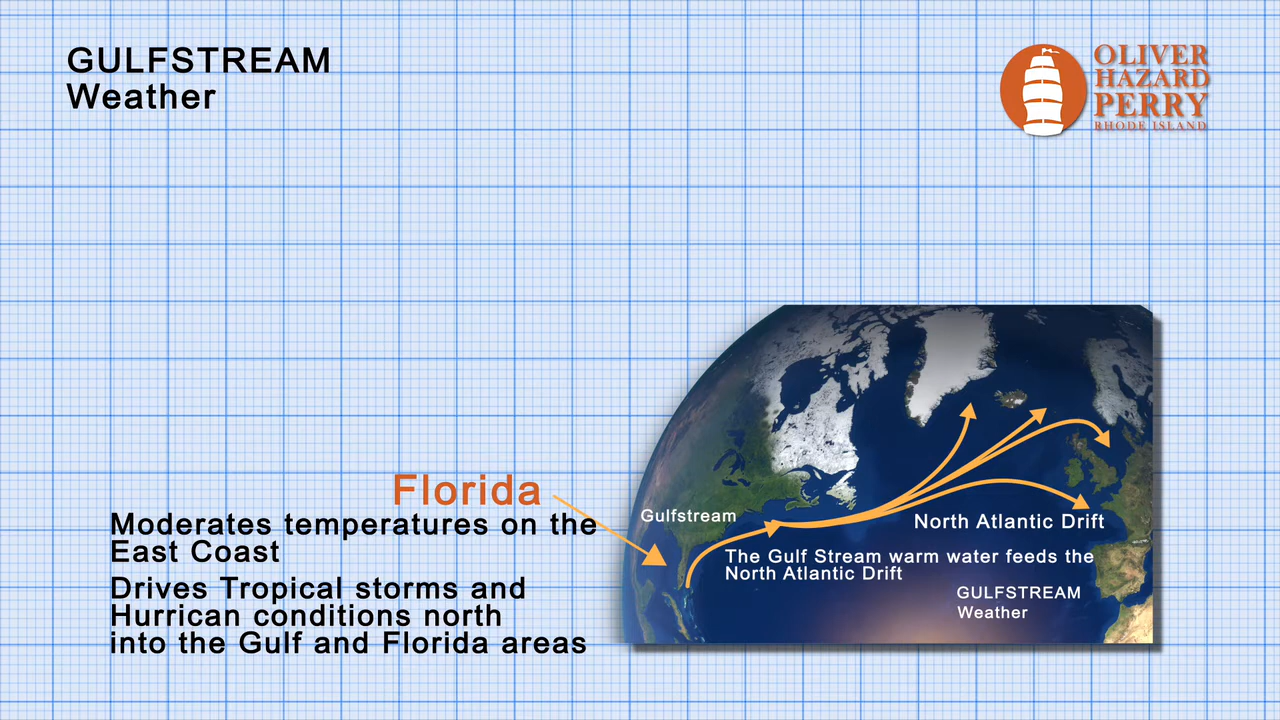 GULFSTREAM
Weather
OLIVER
HAZARD
PERRY
RHODE ISLAND
Florida
Moderates temperatures on the
East Coast
Drives Tropical storms and
Hurrican conditions north
into the Gulf and Florida areas
Gulfstream
North Atlantic Drift
The Gulf Stream warm water feeds the
North Atlantic Drift
GULFSTREAM
Weather